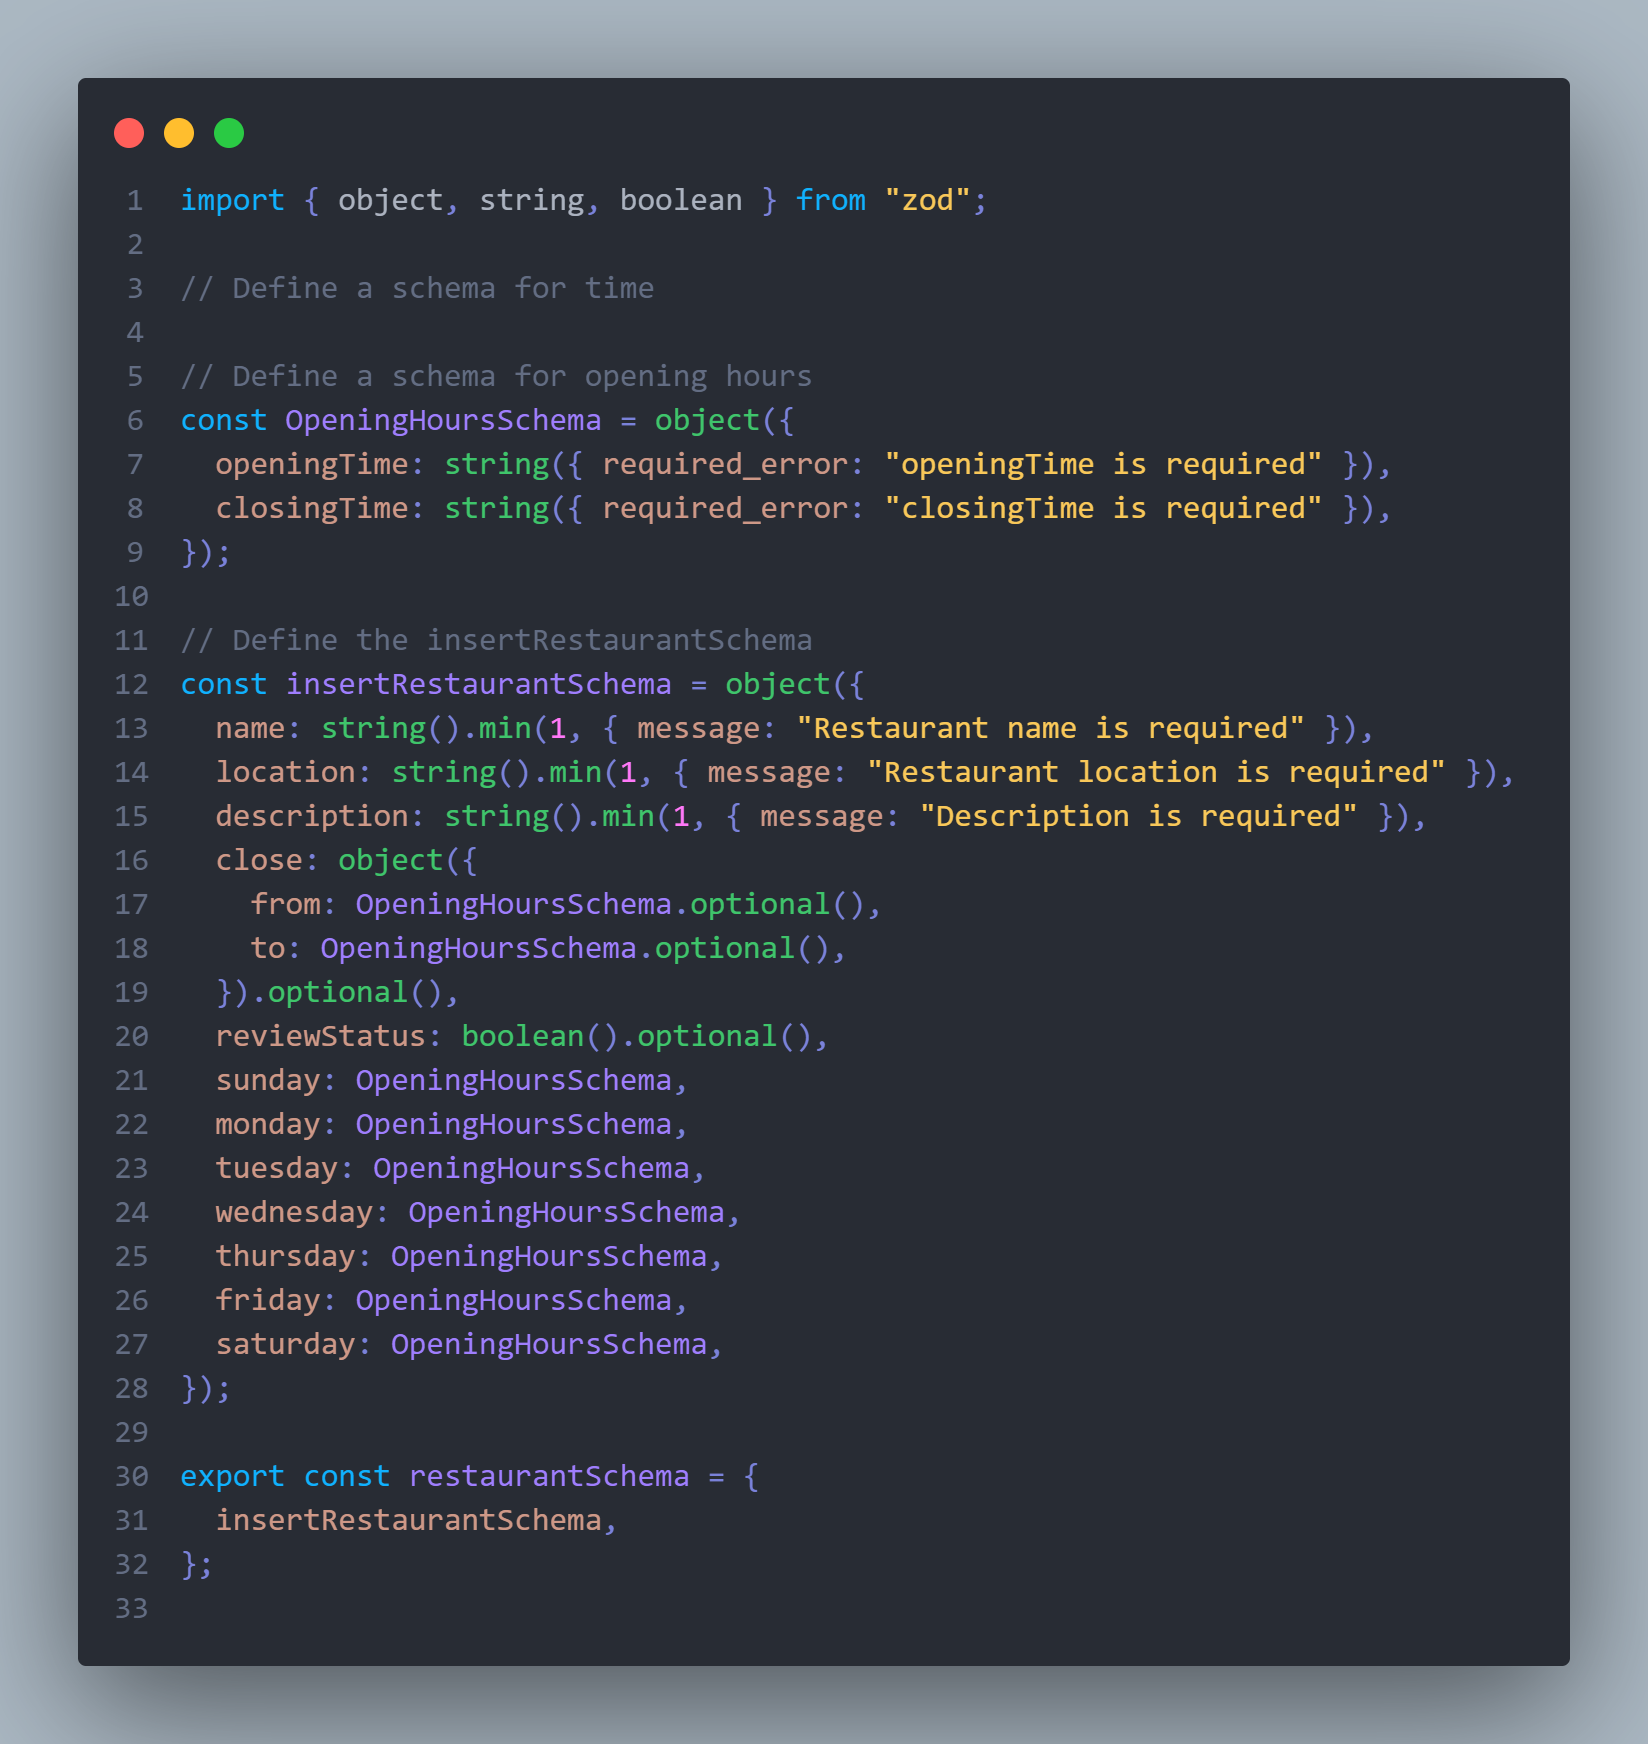 1 import { object, string, boolean } from "zod";
2
3 // Define a schema for time
4
5 // Define a schema for opening hours
6 const OpeningHoursSchema = object({
7   openingTime: string({ required_error: "openingTime is required" }),
8   closingTime: string({ required_error: "closingTime is required" }),
9 });
10
11 // Define the insertRestaurantSchema
12 const insertRestaurantSchema = object({
13   name: string().min(1, { message: "Restaurant name is required" }),
14   location: string().min(1, { message: "Restaurant location is required" }),
15   description: string().min(1, { message: "Description is required" }),
16   close: object({
17     from: OpeningHoursSchema.optional(),
18     to: OpeningHoursSchema.optional(),
19   }).optional(),
20   reviewStatus: boolean().optional(),
21   sunday: OpeningHoursSchema,
22   monday: OpeningHoursSchema,
23   tuesday: OpeningHoursSchema,
24   wednesday: OpeningHoursSchema,
25   thursday: OpeningHoursSchema,
26   friday: OpeningHoursSchema,
27   saturday: OpeningHoursSchema,
28 });
29
30 export const restaurantSchema = {
31   insertRestaurantSchema,
32 };
33